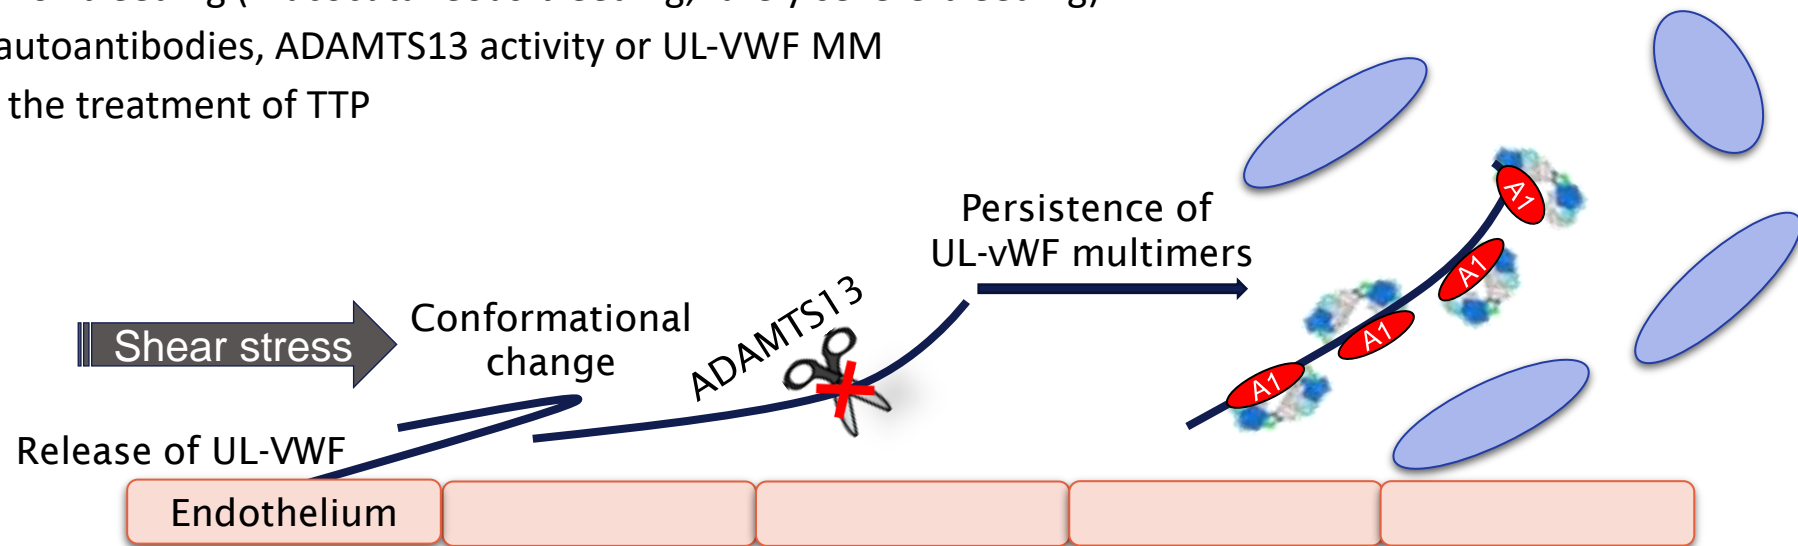 autoantibodies, ADAMTS13 activity or UL-VWF MM
the treatment of TTP
Persistence of
UL-vWF multimers
A1
A1
A1
A1
ADAMTS13
Conformational
change
Shear stress
Release of UL-VWF
Endothelium